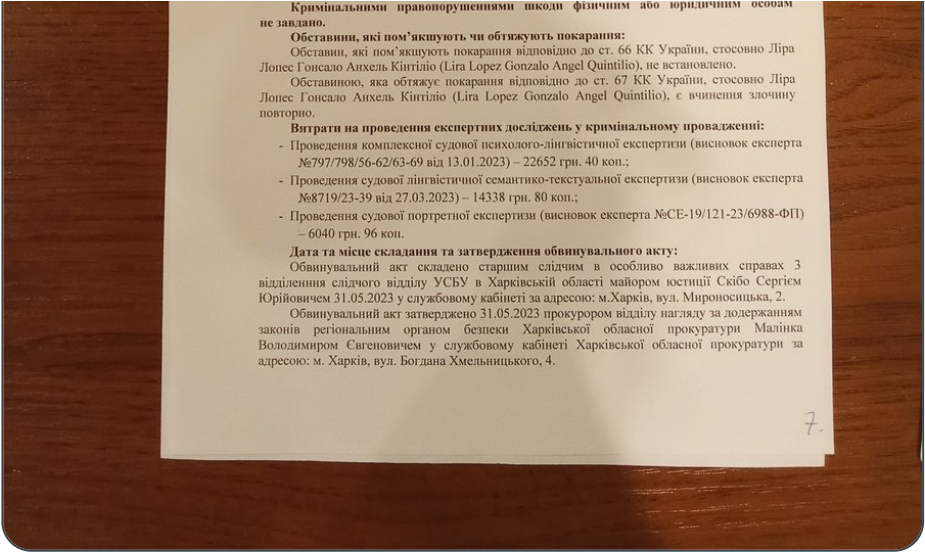 Кримінальними правопорушеннями шкоди фізичним або юридичним особам
не завдано.
Обставини, які пом’якшують чи обтяжують покарання:
Обставин, які пом’якшують покарання відповідно до ст. 66 КК України, стосовно Ліра
Лопес Гонсало Анхель Кінтіліо (Lira Lopez Gonzalo Angel Quintilio), не встановлено.
Обставиною, яка обтяжує покарання відповідно до ст. 67 КК України, стосовно Ліра
Лопес Гонсало Анхель Кінтіліо (Lira Lopez Gonzalo Angel Quintilio), є вчинення злочину
повторно.
Витрати на проведення експертних досліджень у кримінальному провадженні:
- Проведення комплексної судової психолого-лінгвістичної експертизи (висновок експерта
№797/798/56-62/63-69 від 13.01.2023) – 22652 грн. 40 коп.;
- Проведення судової лінгвістичної семантико-текстуальної експертизи (висновок експерта
№8719/23-39 від 27.03.2023) – 14338 грн. 80 коп.;
- Проведення судової портретної експертизи (висновок експерта №СЕ-19/121-23/6988-ФП)
– 6040 грн. 96 коп.
Дата та місце складання та затвердження обвинувального акту:
Обвинувальний акт складено старшим слідчим в особливо важливих справах 3
відділенння слідчого відділу УСБУ в Харківській області майором юстиції Скібо Сергієм
Юрійовичем 31.05.2023 у службовому кабінеті за адресою: м.Харків, вул. Мироносицька, 2.
Обвинувальний акт затверджено 31.05.2023 прокурором відділу нагляду за додержанням
законів регіональним органом безпеки Харківської обласної прокуратури Малінка
Володимиром Євгеновичем у службовому кабінеті Харківської обласної прокуратури за
адресою: м. Харків, вул. Богдана Хмельницького, 4.
7.